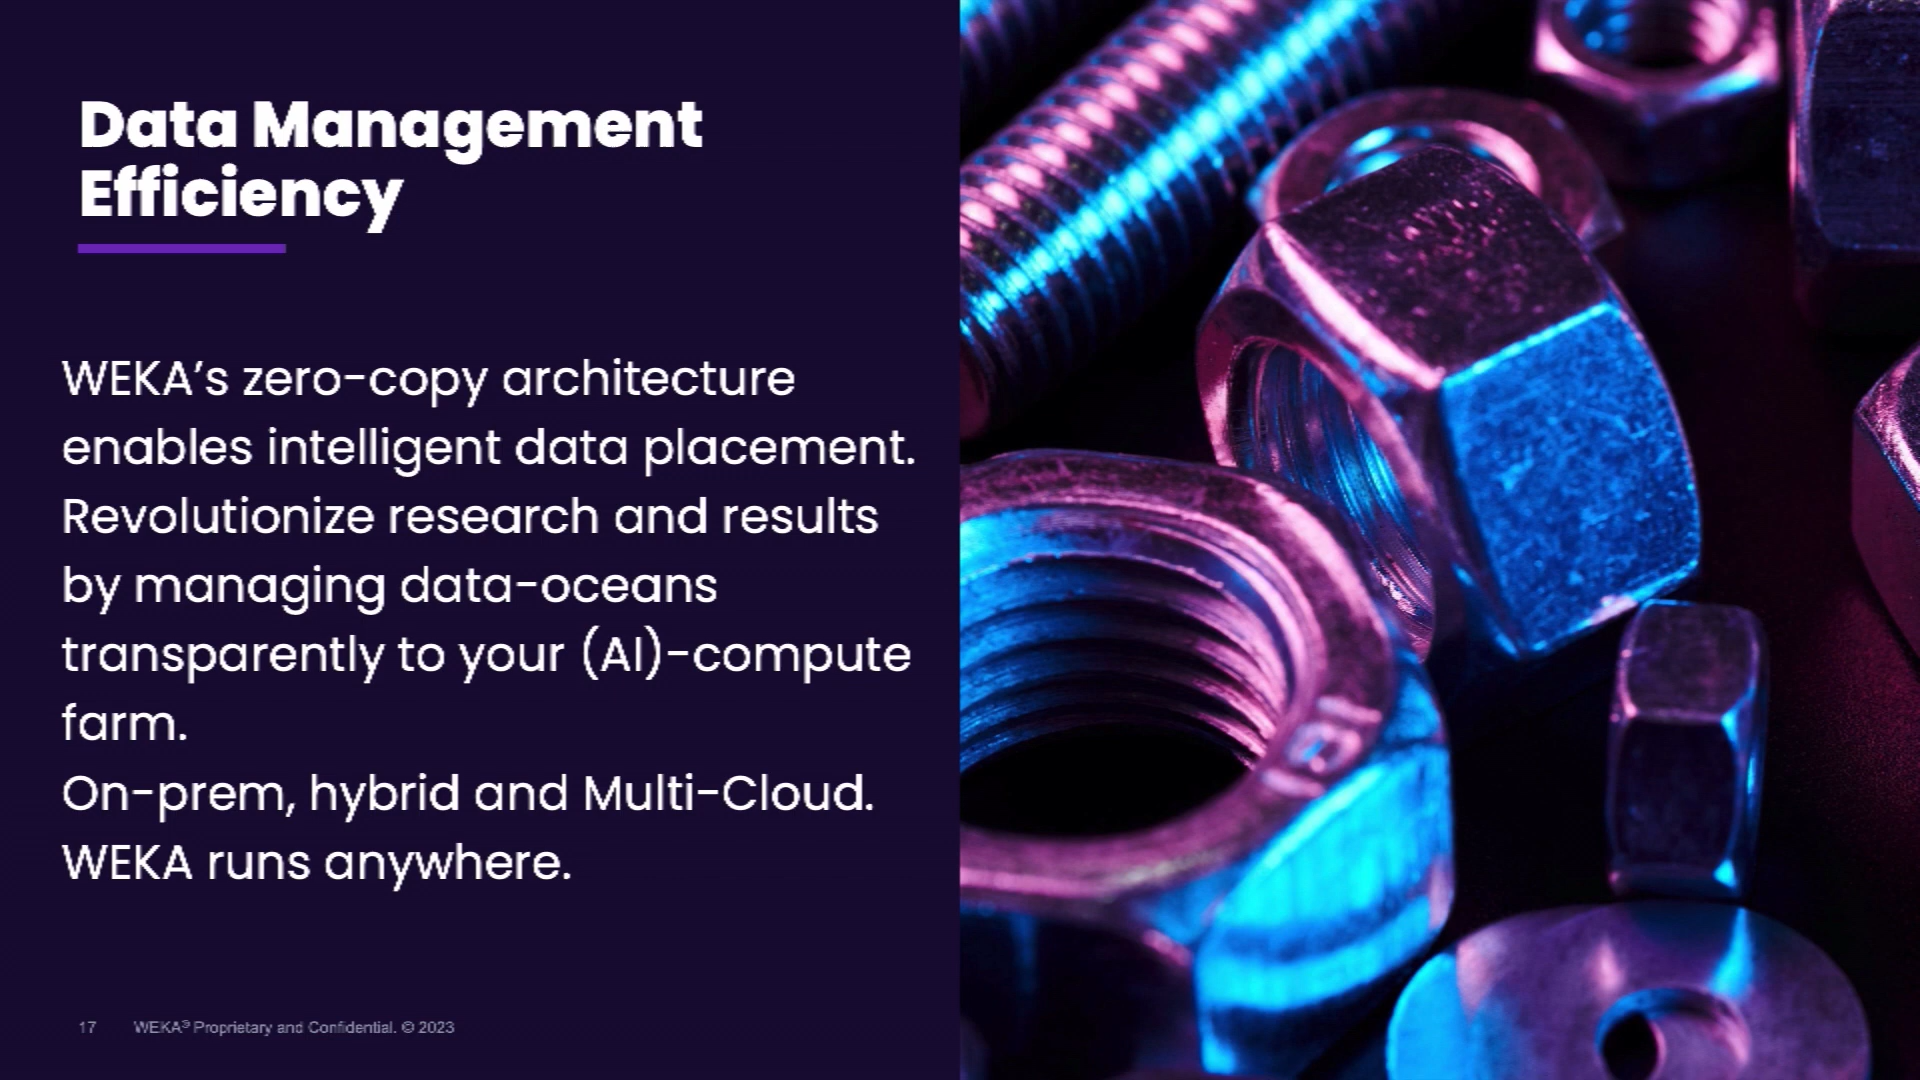 Data Management
Efficiency
WEKA’s zero-copy architecture
enables intelligent data placement.
Revolutionize research and results
by managing data-oceans
transparently to your (AI)-compute
farm.
On-prem, hybrid and Multi-Cloud.
WEKA runs anywhere.
17 WEKA® Proprietary and Confidential. © 2023